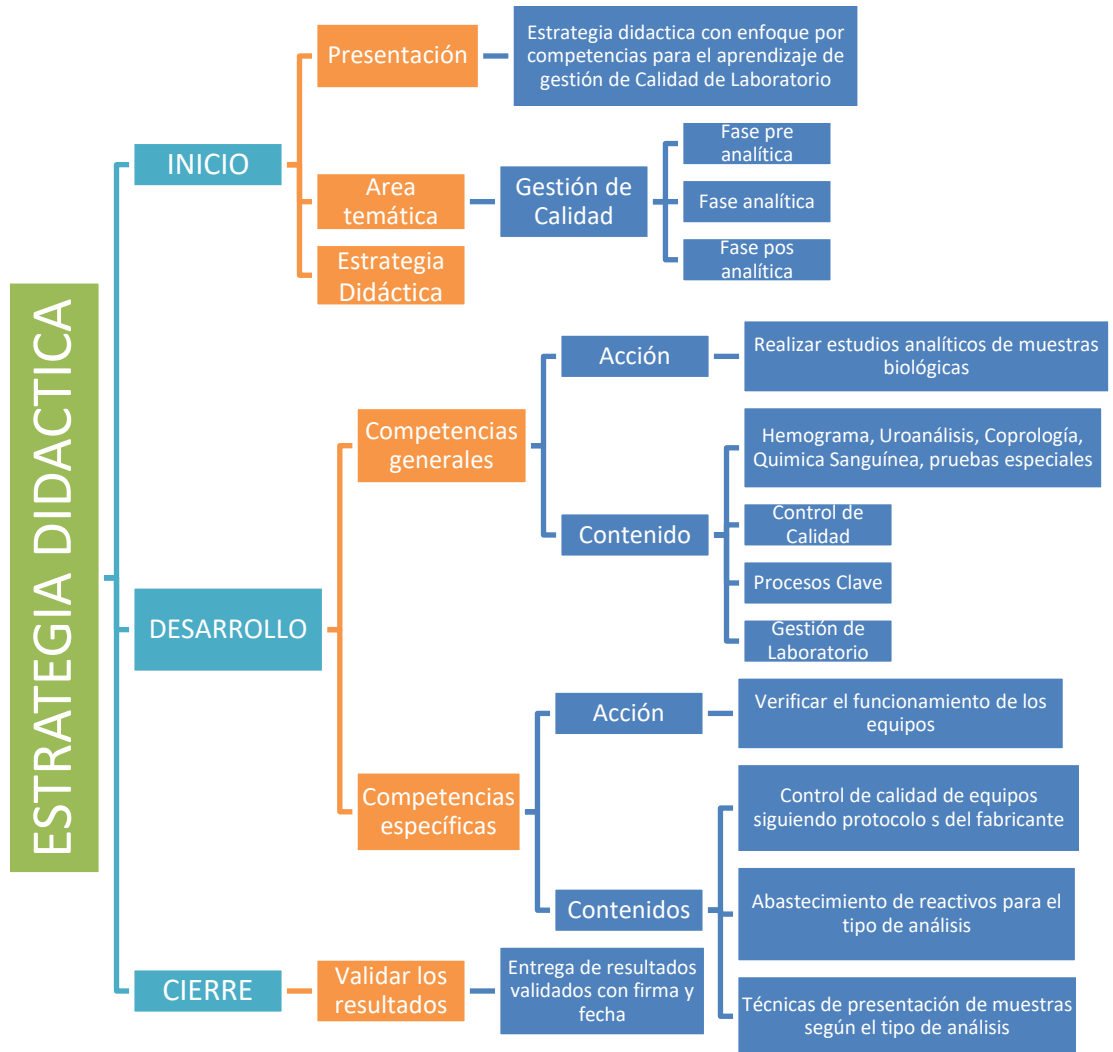 ESTRATEGIA DIDACTICA
INICIO
Presentación
Estrategia didactica con enfoque por
competencias para el aprendizaje de
gestión de Calidad de Laboratorio
Area
temática
Gestión de
Calidad
Fase pre
analítica
Fase analítica
Fase pos
analítica
Estrategia
Didáctica
DESARROLLO
Competencias
generales
Acción
Realizar estudios analíticos de muestras
biológicas
Contenido
Hemograma, Uroanálisis, Coprología,
Quimica Sanguínea, pruebas especiales
Control de
Calidad
Procesos Clave
Gestión de
Laboratorio
Competencias
específicas
Acción
Verificar el funcionamiento de los
equipos
Contenidos
Control de calidad de equipos
siguiendo protocolo s del fabricante
Abastecimiento de reactivos para el
tipo de análisis
Técnicas de presentación de muestras
según el tipo de análisis
CIERRE
Validar los
resultados
Entrega de resultados
validados con firma y
fecha